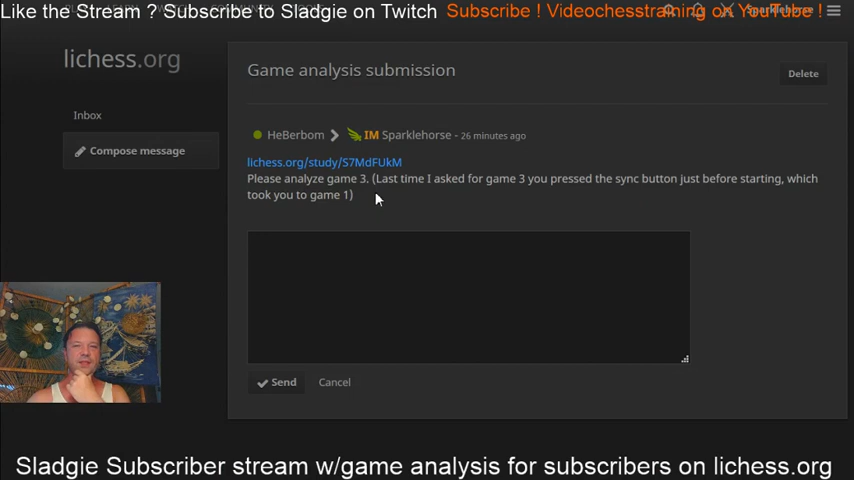 Like the Stream ? Subscribe to Sladgie on Twitch Subscribe ! Videochesstraining on YouTube !
lichess.org
Game analysis submission
Delete
Inbox
HeBerbom IM Sparklehorse - 26 minutes ago
Compose message
lichess.org/study/S7MdFUkM
Please analyze game 3. (Last time I asked for game 3 you pressed the sync button just before starting, which
took you to game 1)
Send Cancel
Sladgie Subscriber stream w/game analysis for subscribers on lichess.org